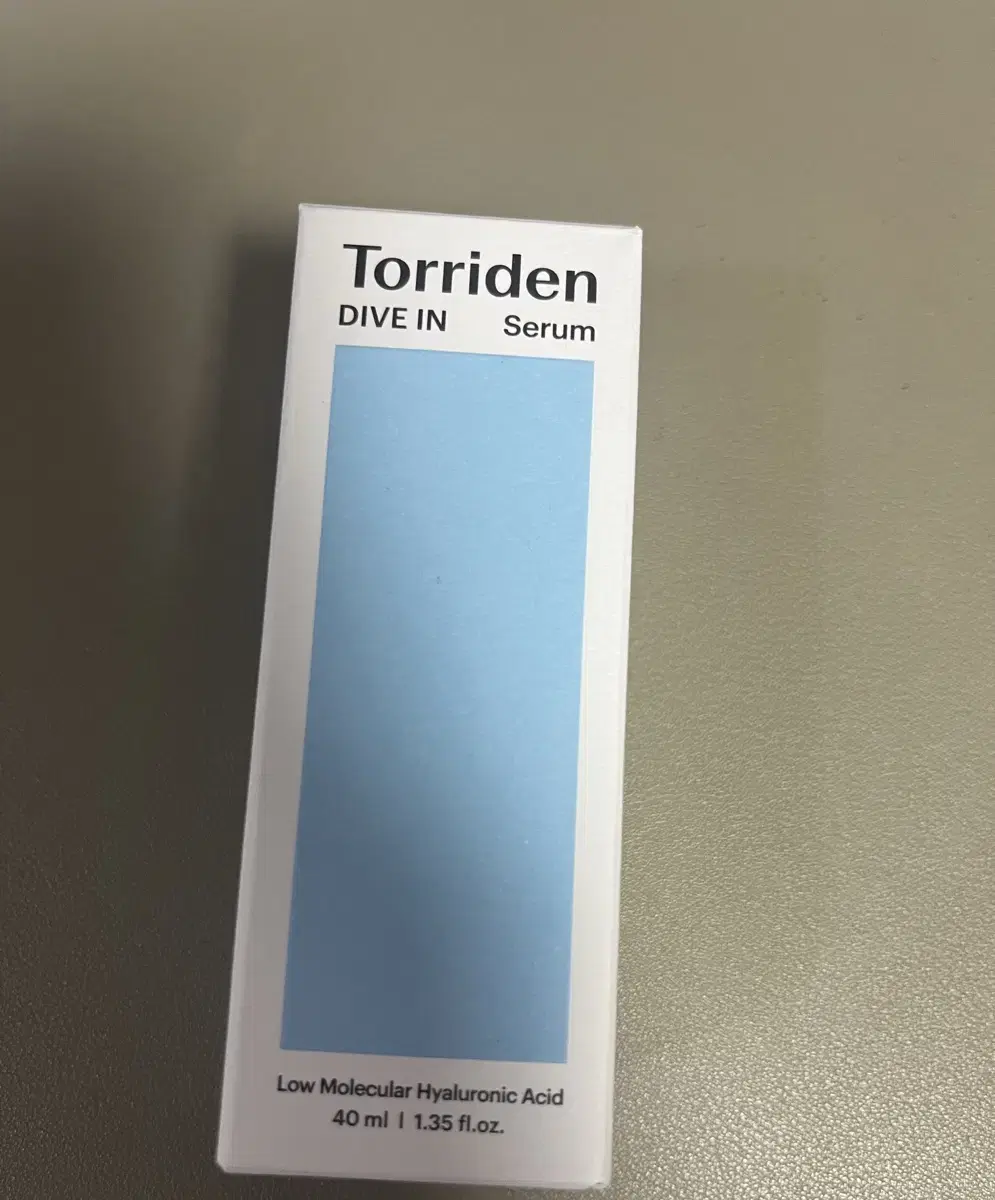 Torriden
DIVE IN Serum
Low Molecular Hyaluronic Acid
40 ml | 1.35 fl.oz.